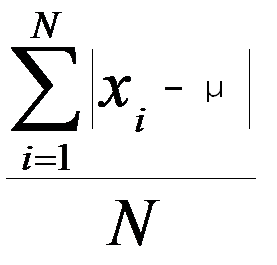 N
∑ |x_i - μ|
i=1
N